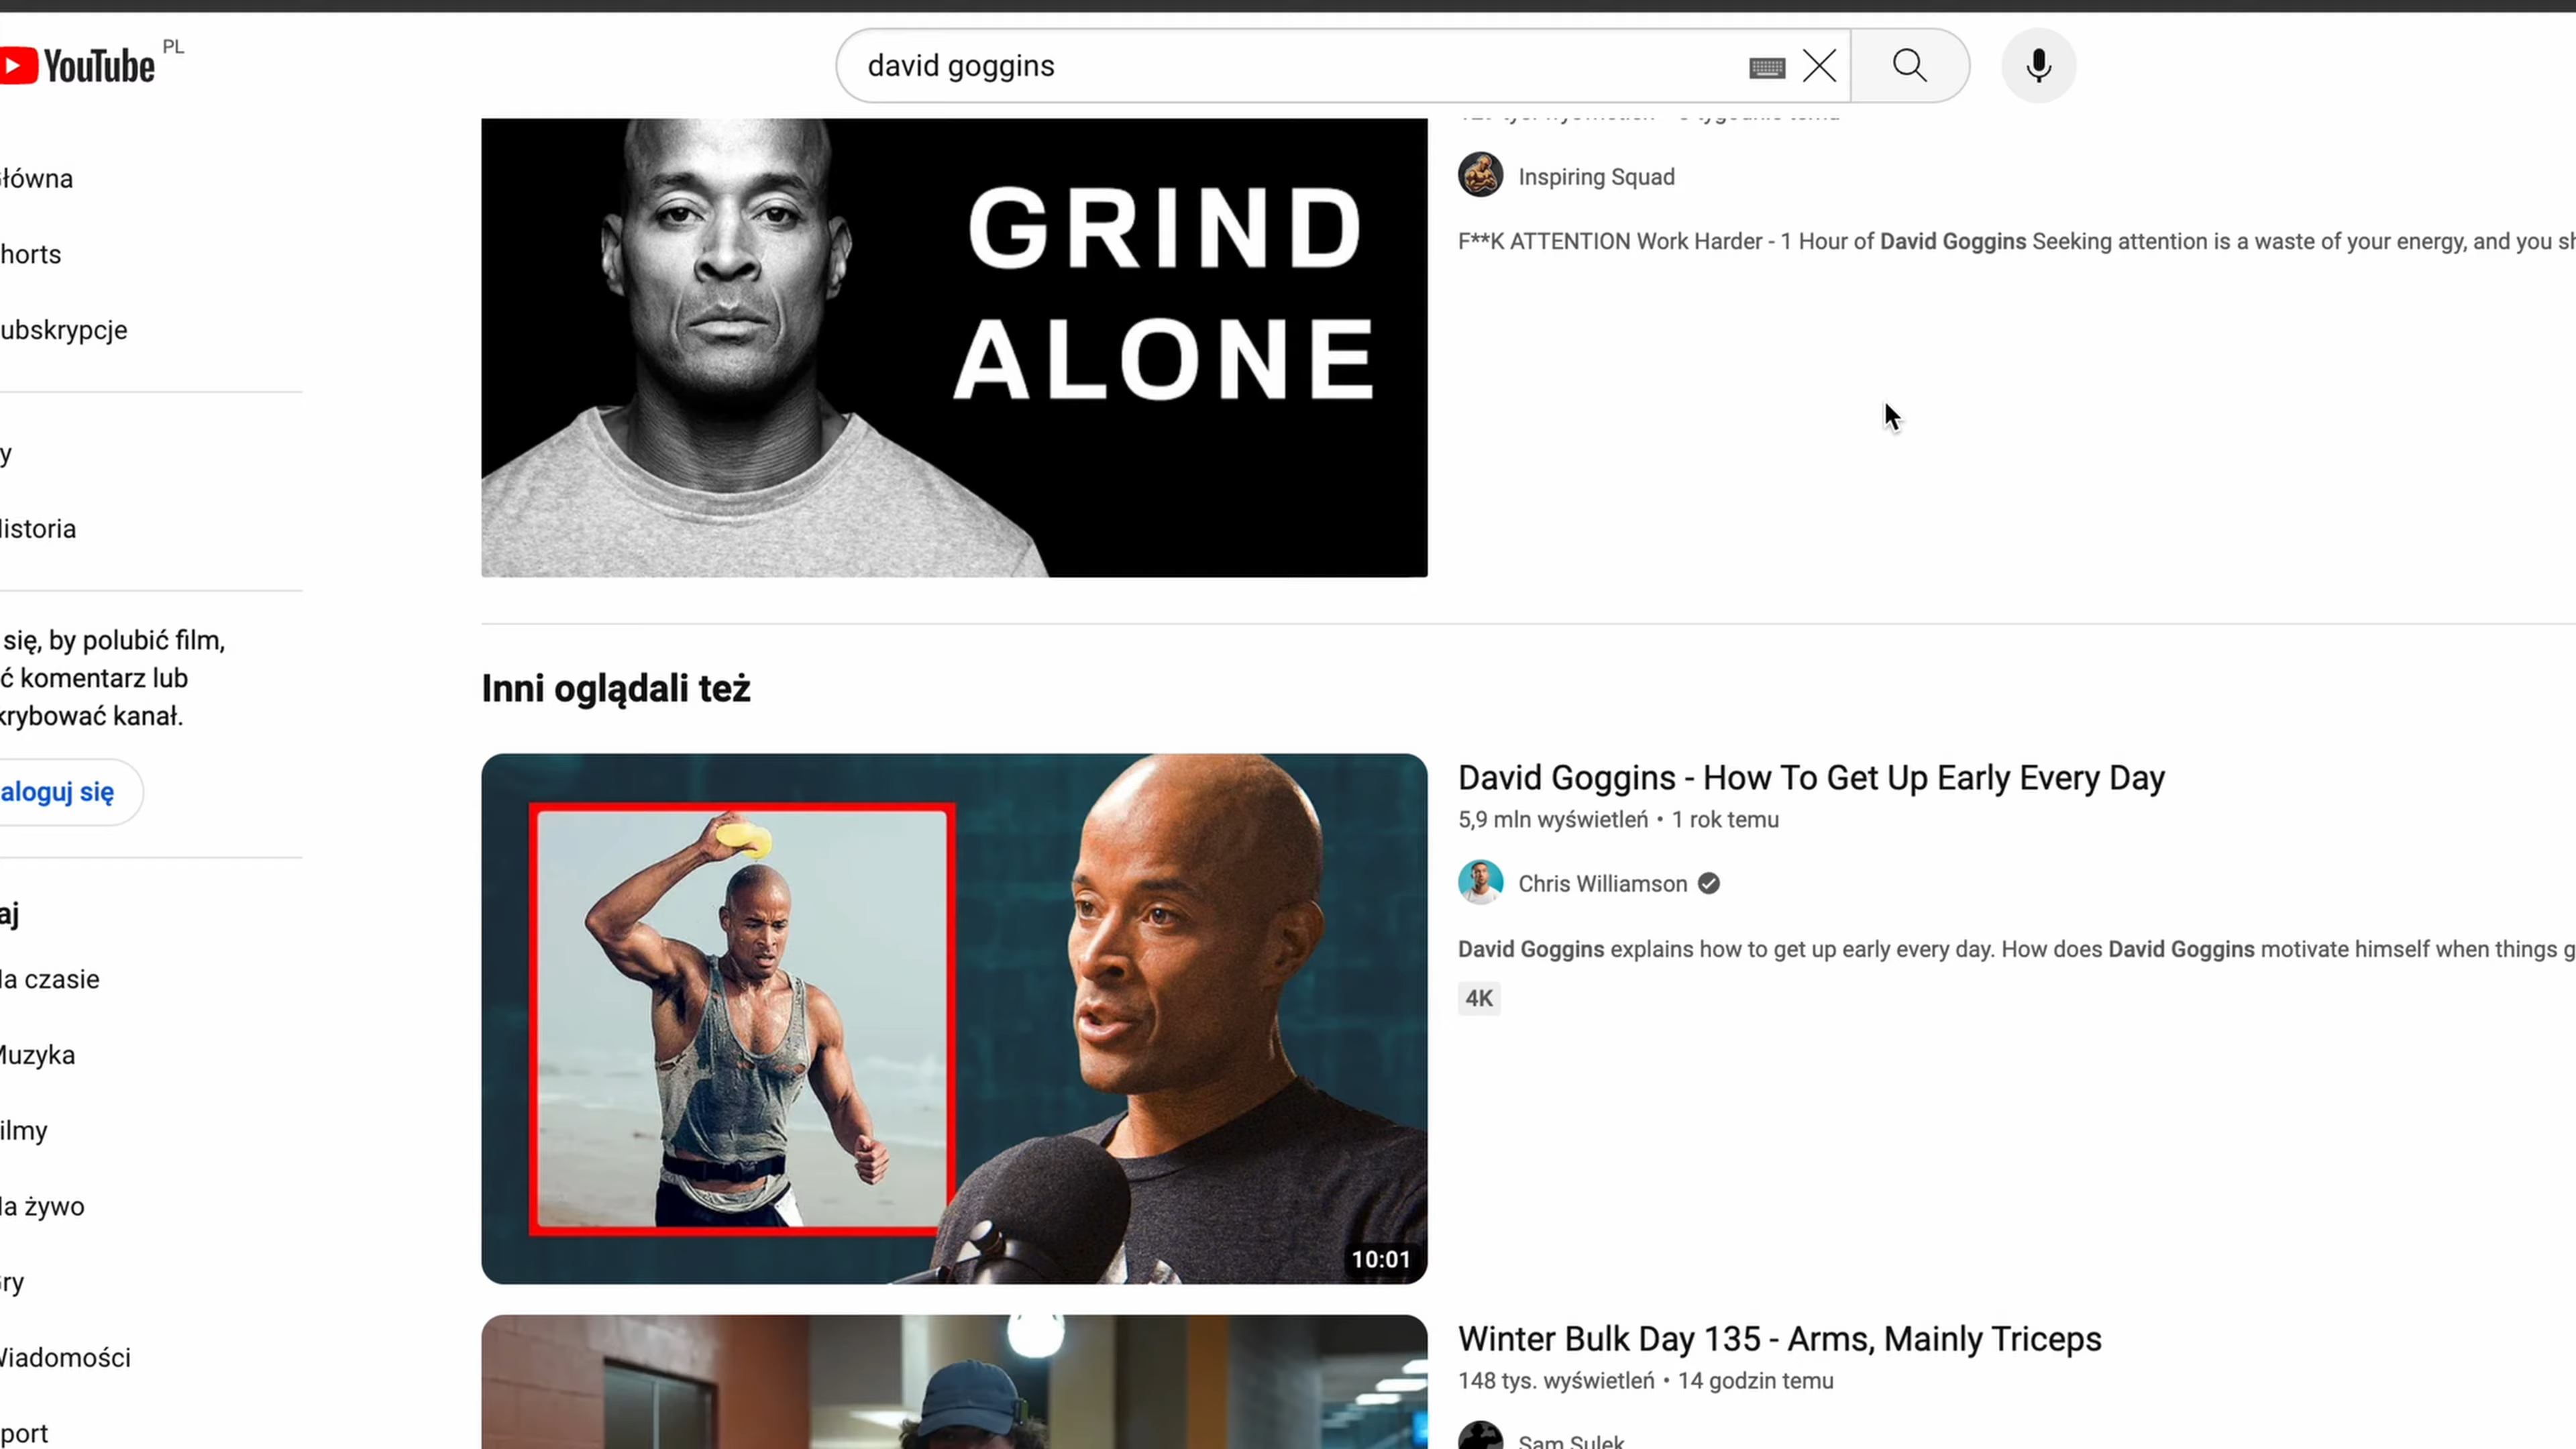 YouTube PL
david goggins
GRIND
ALONE
Inspiring Squad
F**K ATTENTION Work Harder - 1 Hour of David Goggins Seeking attention is a waste of your energy, and you sh
łówna
horts
ubskrypcje
y
istoria
się, by polubić film,
ć komentarz lub
krybować kanał.
aloguj się
aj
a czasie
Muzyka
ilmy
a żywo
ry
Wiadomości
port
Inni oglądali też
10:01
David Goggins - How To Get Up Early Every Day
5,9 mln wyświetleń • 1 rok temu
Chris Williamson
David Goggins explains how to get up early every day. How does David Goggins motivate himself when things g
4K
Winter Bulk Day 135 - Arms, Mainly Triceps
148 tys. wyświetleń • 14 godzin temu
Sam Sulek